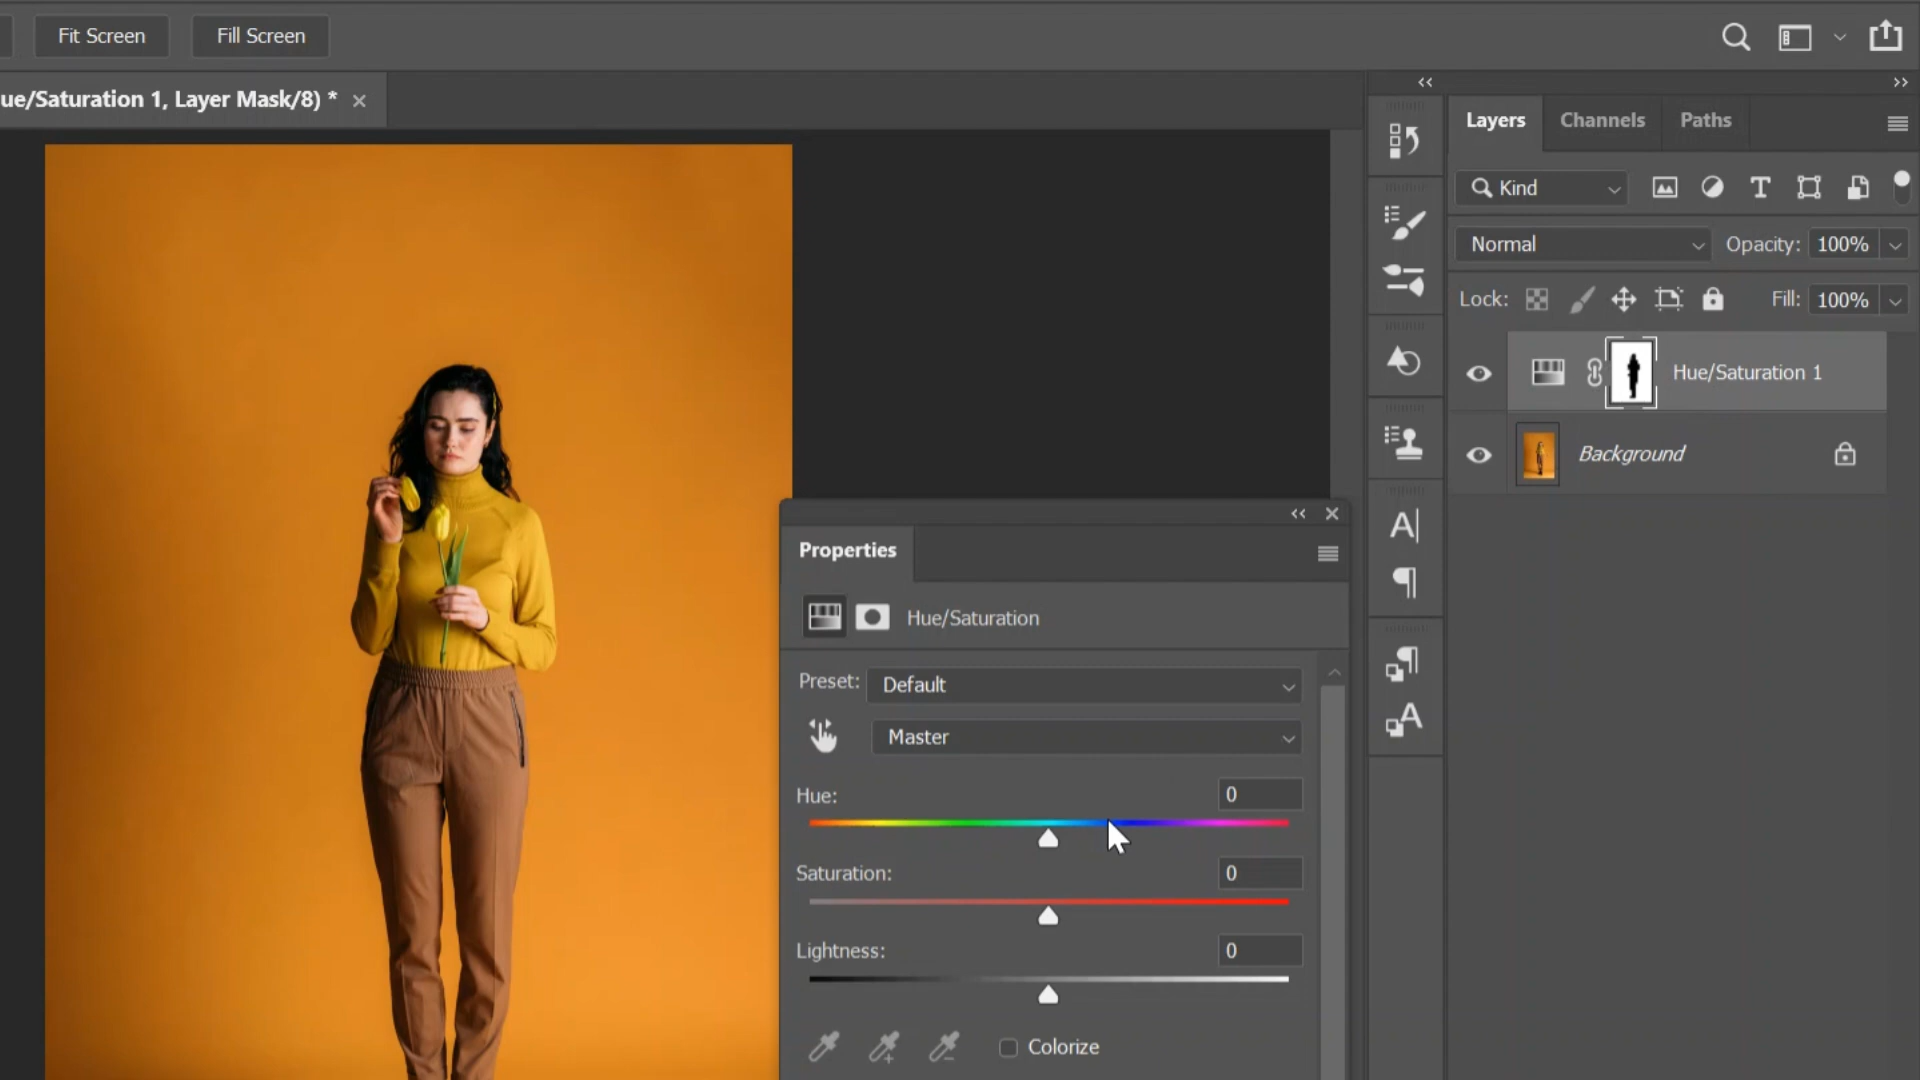 Fit Screen
Fill Screen
ue/Saturation 1, Layer Mask/8) *
Layers
Channels
Paths
Kind
Normal
Opacity:
100%
Lock:
Fill:
100%
Hue/Saturation 1
Background
Properties
Hue/Saturation
Preset:
Default
Master
Hue:
0
Saturation:
0
Lightness:
0
Colorize